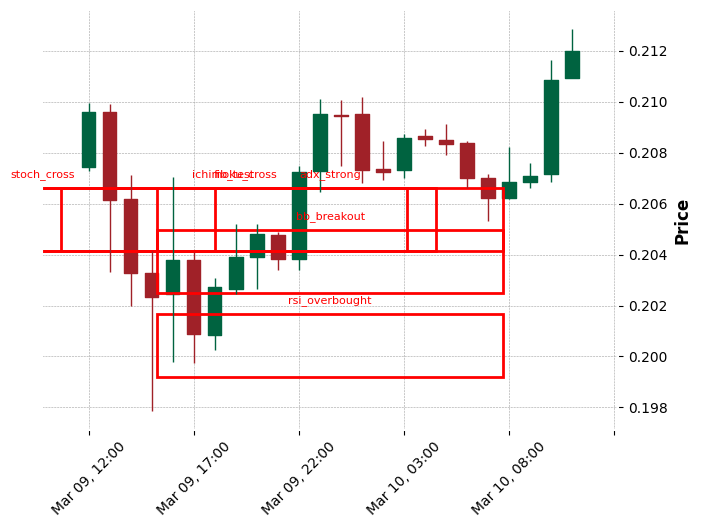 0.212
0.210
0.208
stoch_cross
adx_strong
0.206
bb_breakout
Price
0.204
0.202
rsi_overbought
0.200
0.198
Mar 09, 12:00
Mar 09, 17:00
Mar 09, 22:00
Mar 10, 03:00
Mar 10, 08:00